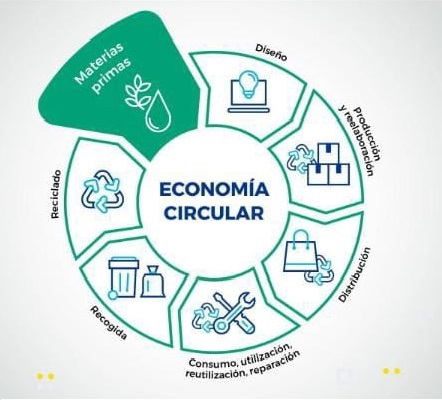 Materias
primas
Diseño
Producción
y reelaboración
Distribución
Consumo, utilización,
reutilización, reparación
Recogida
Reciclado
ECONOMÍA
CIRCULAR